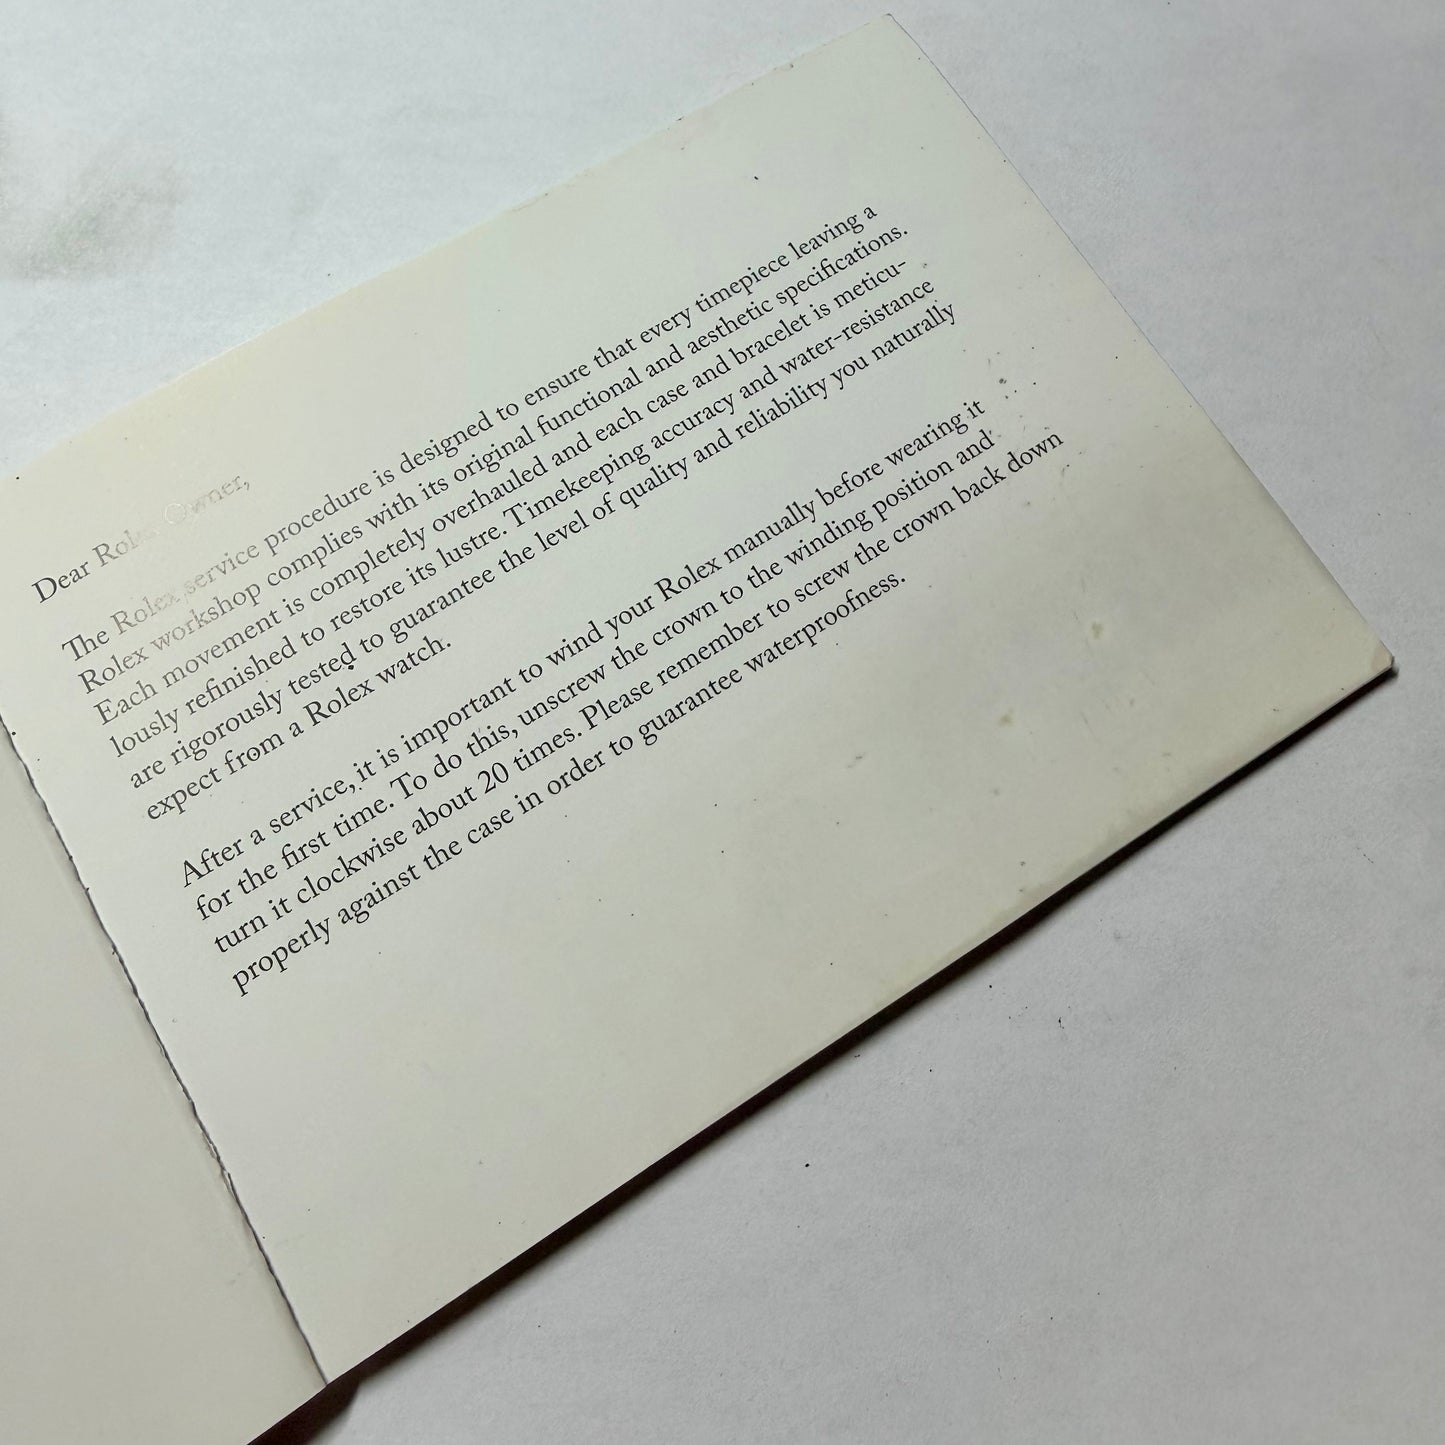 Dear Rolex Owner,
The Rolex service procedure is designed to ensure that every timepiece leaving a
Rolex workshop complies with its original functional and aesthetic specifications.
Each movement is completely overhauled and each case and bracelet is meticu-
lously refinished to restore its lustre. Timekeeping accuracy and water-resistance
are rigorously tested to guarantee the level of quality and reliability you naturally
expect from a Rolex watch.
After a service, it is important to wind your Rolex manually before wearing it
for the first time. To do this, unscrew the crown to the winding position and
turn it clockwise about 20 times. Please remember to screw the crown back down
properly against the case in order to guarantee waterproofness.